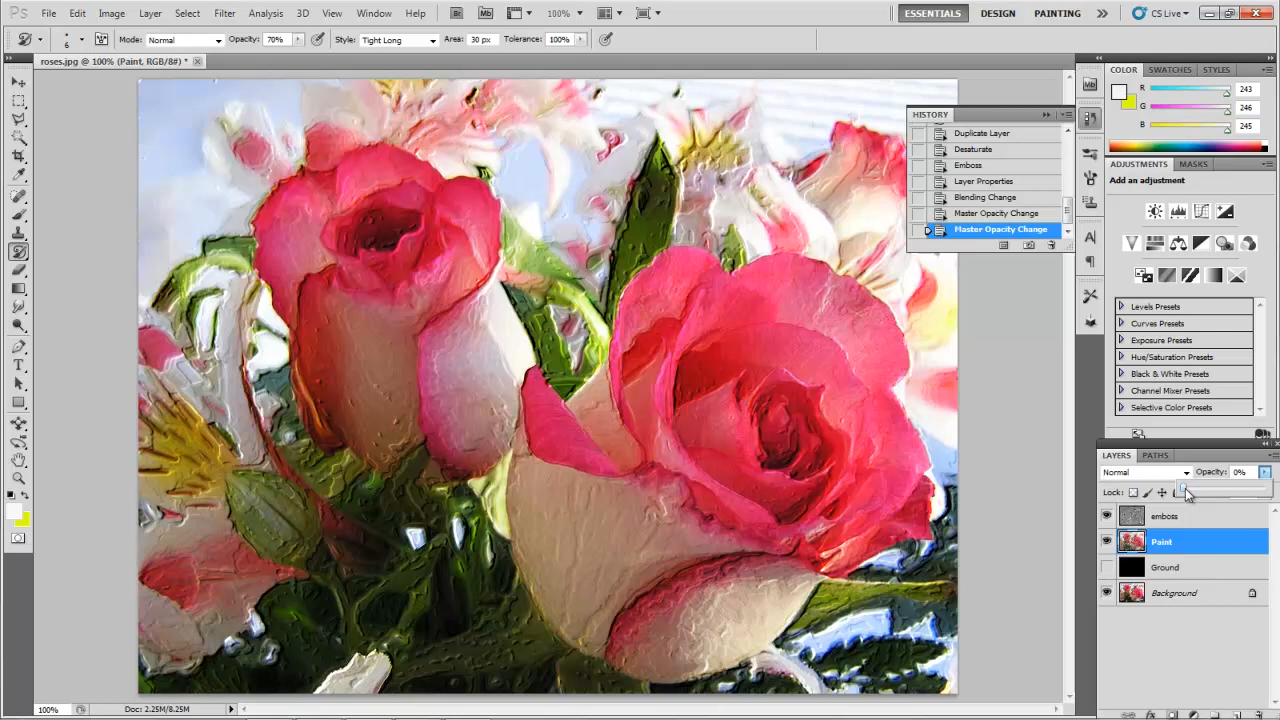 Ps File Edit Image Layer Select Filter Analysis 3D View Window Help Br Mb 100% ESSENTIALS DESIGN PAINTING CS Live
6 Mode: Normal Opacity: 70% Style: Tight Long Area: 30 px Tolerance: 100%
roses.jpg @ 100% (Paint, RGB/8#) *
HISTORY
Duplicate Layer
Desaturate
Emboss
Layer Properties
Blending Change
Master Opacity Change
Master Opacity Change
Mb
COLOR SWATCHES STYLES
R 243
G 246
B 245
ADJUSTMENTS MASKS
Add an adjustment
Levels Presets
Curves Presets
Exposure Presets
Hue/Saturation Presets
Black & White Presets
Channel Mixer Presets
Selective Color Presets
LAYERS PATHS
Normal Opacity: 0%
Lock:
emboss
Paint
Ground
Background
100% Doc: 2.25M/8.25M